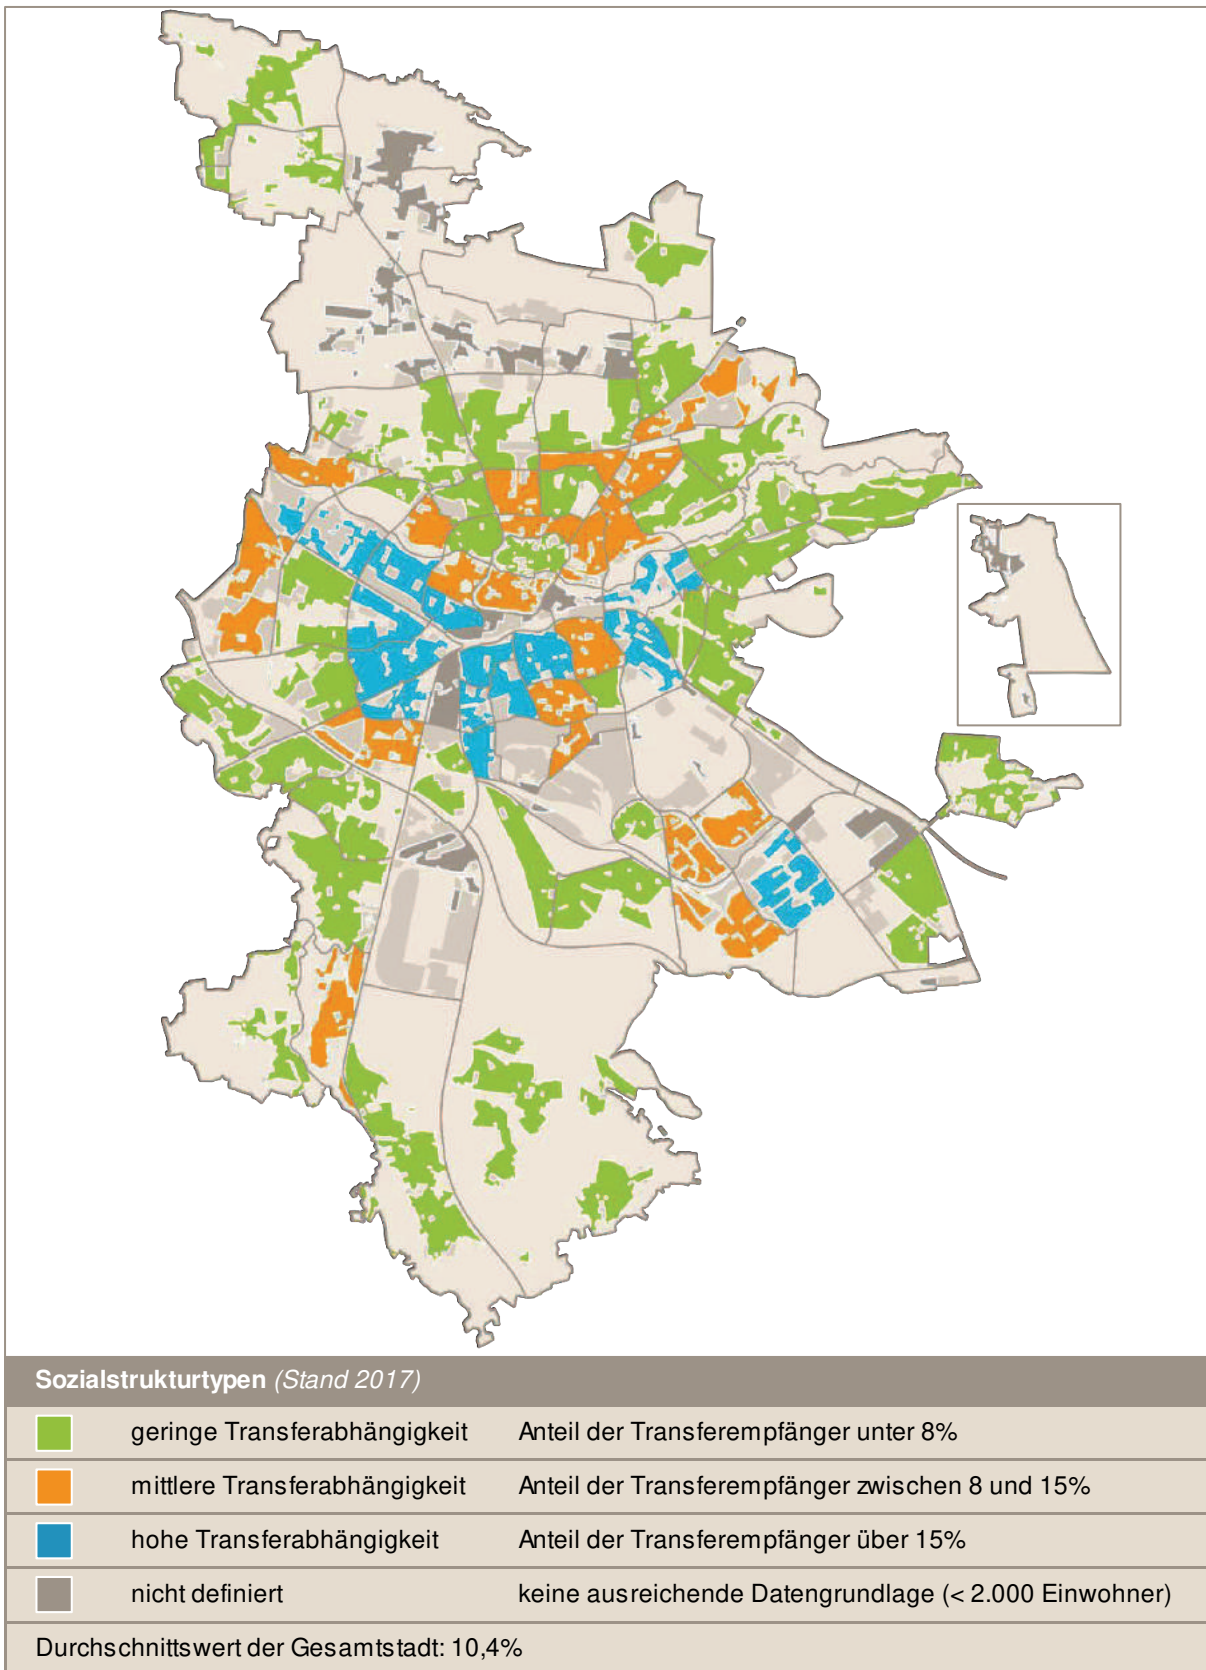 Sozialstrukturtypen (Stand 2017)
geringe Transferabhängigkeit Anteil der Transferempfänger unter 8%
mittlere Transferabhängigkeit Anteil der Transferempfänger zwischen 8 und 15%
hohe Transferabhängigkeit Anteil der Transferempfänger über 15%
nicht definiert keine ausreichende Datengrundlage (< 2.000 Einwohner)
Durchschnittswert der Gesamtstadt: 10,4%